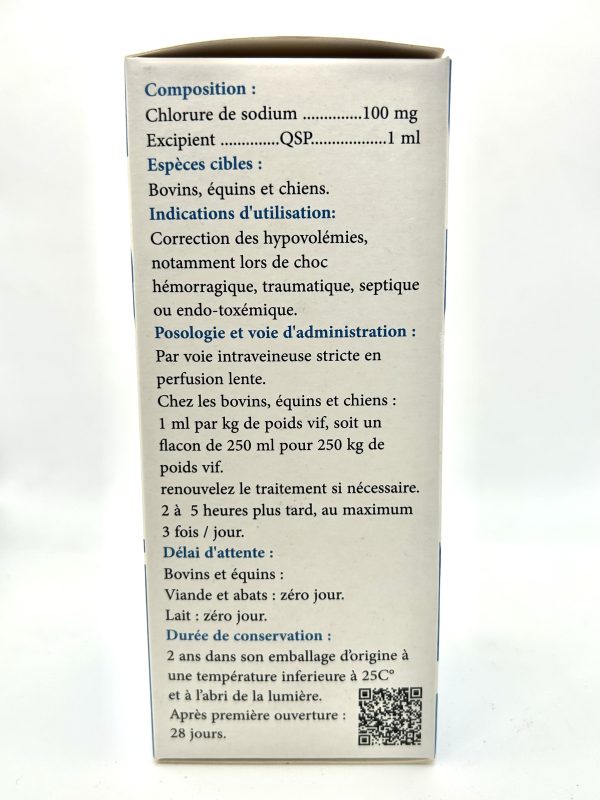 Composition :
Chlorure de sodium ..............100 mg
Excipient ..............QSP..................1 ml
Espèces cibles :
Bovins, équins et chiens.
Indications d'utilisation:
Correction des hypovolémies,
notamment lors de choc
hémorragique, traumatique, septique
ou endo-toxémique.
Posologie et voie d'administration :
Par voie intraveineuse stricte en
perfusion lente.
Chez les bovins, équins et chiens :
1 ml par kg de poids vif, soit un
flacon de 250 ml pour 250 kg de
poids vif.
renouvelez le traitement si nécessaire.
2 à 5 heures plus tard, au maximum
3 fois / jour.
Délai d'attente :
Bovins et équins :
Viande et abats : zéro jour.
Lait : zéro jour.
Durée de conservation :
2 ans dans son emballage d'origine à
une température inferieure à 25C°
et à l'abri de la lumière.
Après première ouverture :
28 jours.